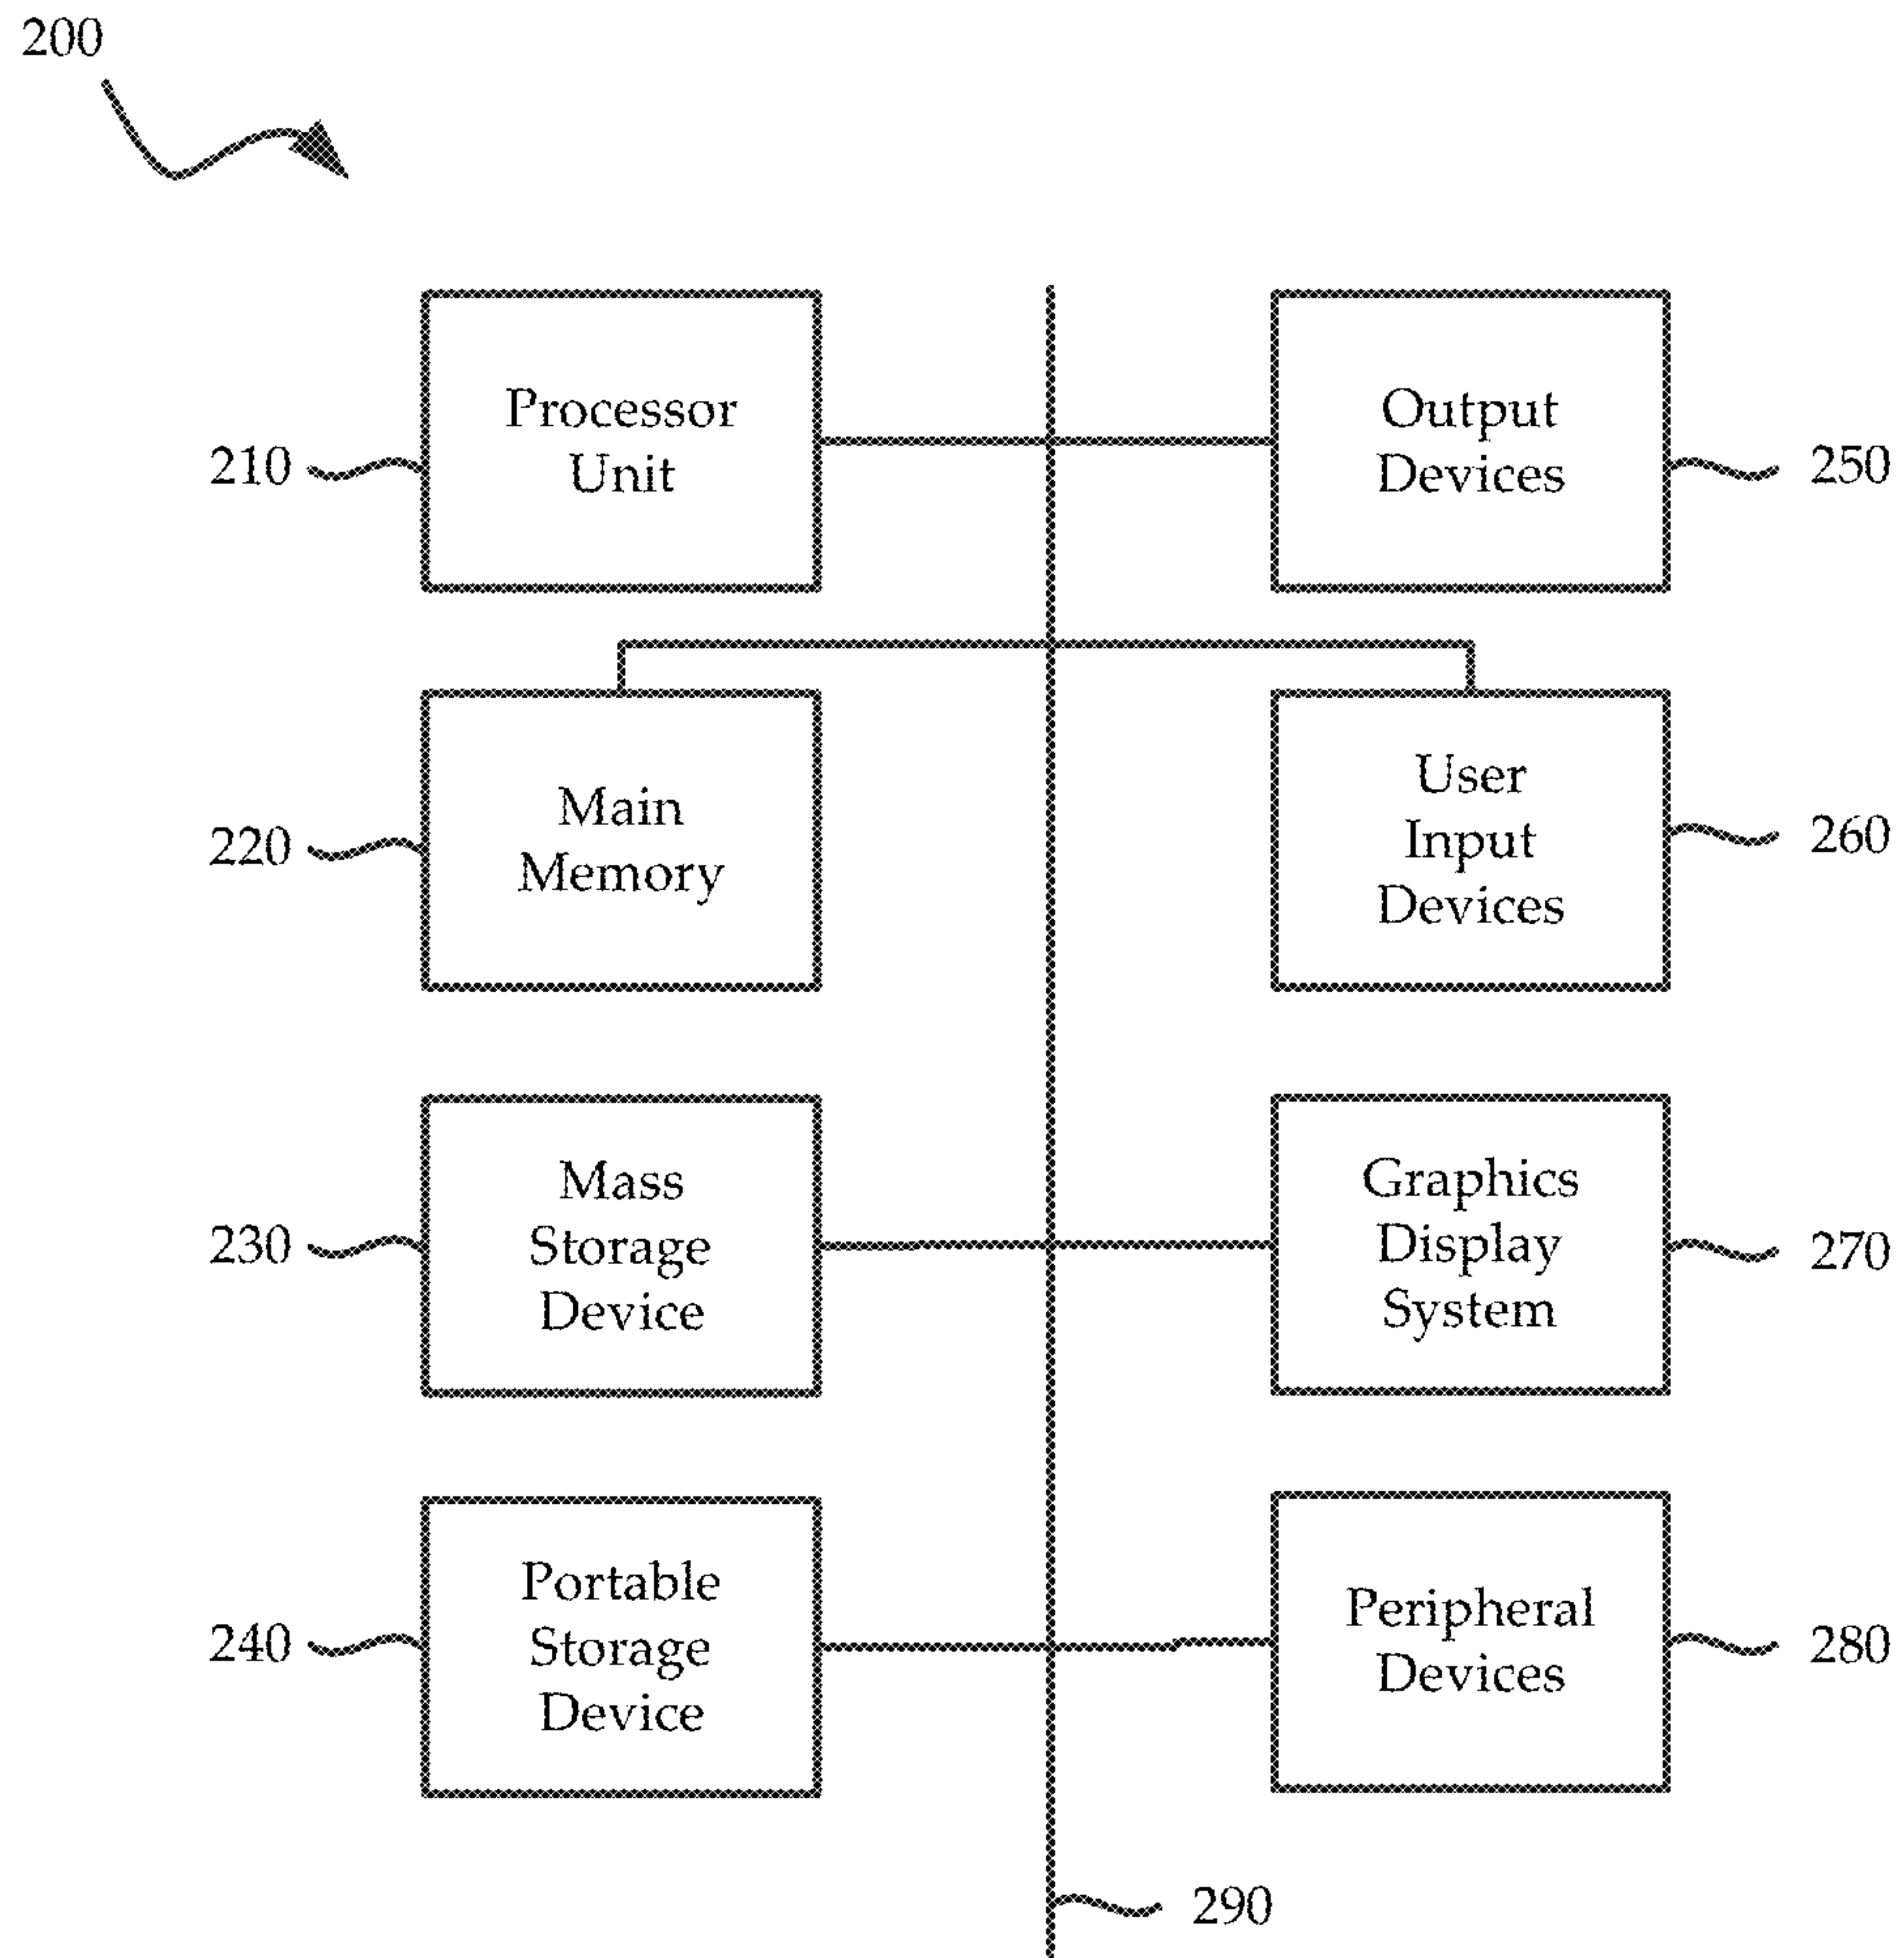 200
Processor
Unit
210
Output
Devices
250
Main
Memory
220
User
Input
Devices
260
Mass
Storage
Device
230
Graphics
Display
System
270
Portable
Storage
Device
240
Peripheral
Devices
280
290